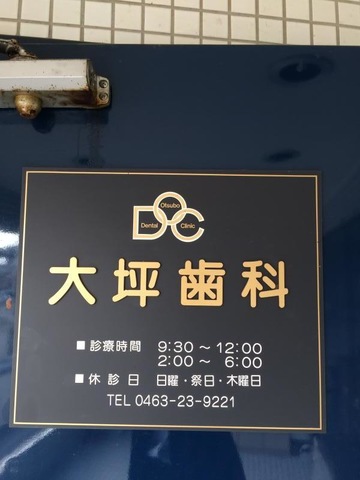 Otsubo
DOC
Dental Clinic
大坪歯科
■診療時間 9:30～12:00
2:00～ 6:00
■休診日 日曜・祭日・木曜日
TEL 0463-23-9221